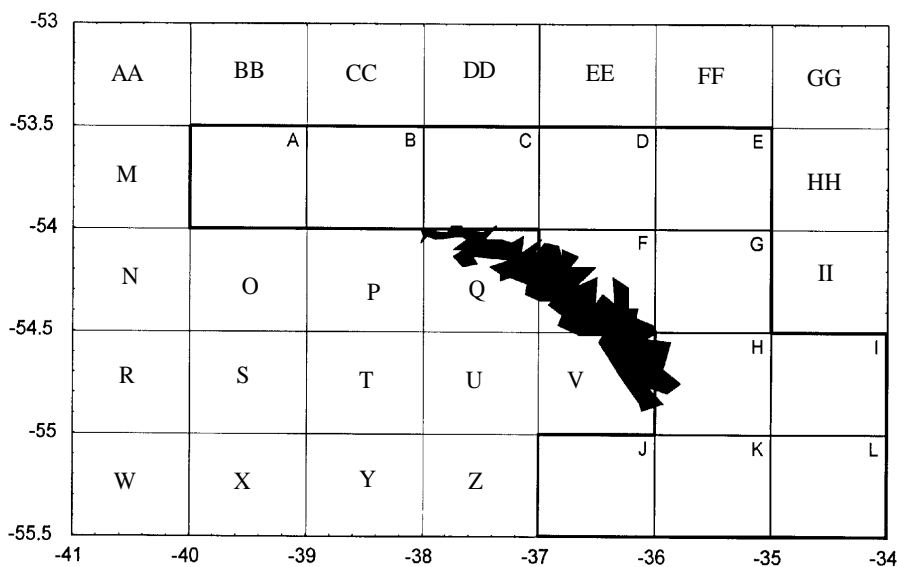 -53
AA BB CC DD EE FF GG
-53.5
A B C D E
M HH
-54
F G
N O P Q II
-54.5
H I
R S T U V
-55
J K L
W X Y Z
-55.5
-41 -40 -39 -38 -37 -36 -35 -34